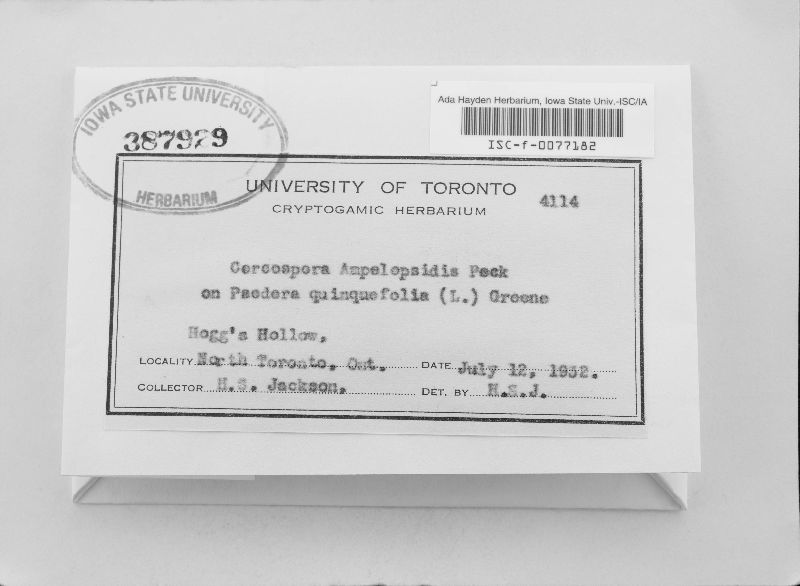 IOWA STATE UNIVERSITY
387929
HERBARIUM
Ada Hayden Herbarium, Iowa State Univ.-ISC/IA
ISC-f-0077182
UNIVERSITY OF TORONTO
CRYPTOGAMIC HERBARIUM
4114
Cercospora Ampelopsidis Peck
on Psedera quinquefolia (L.) Greene
Hogg's Hollow,
LOCALITY North Toronto, Ont. DATE July 12, 1932.
COLLECTOR H.S. Jackson, DET. BY H.S.J.